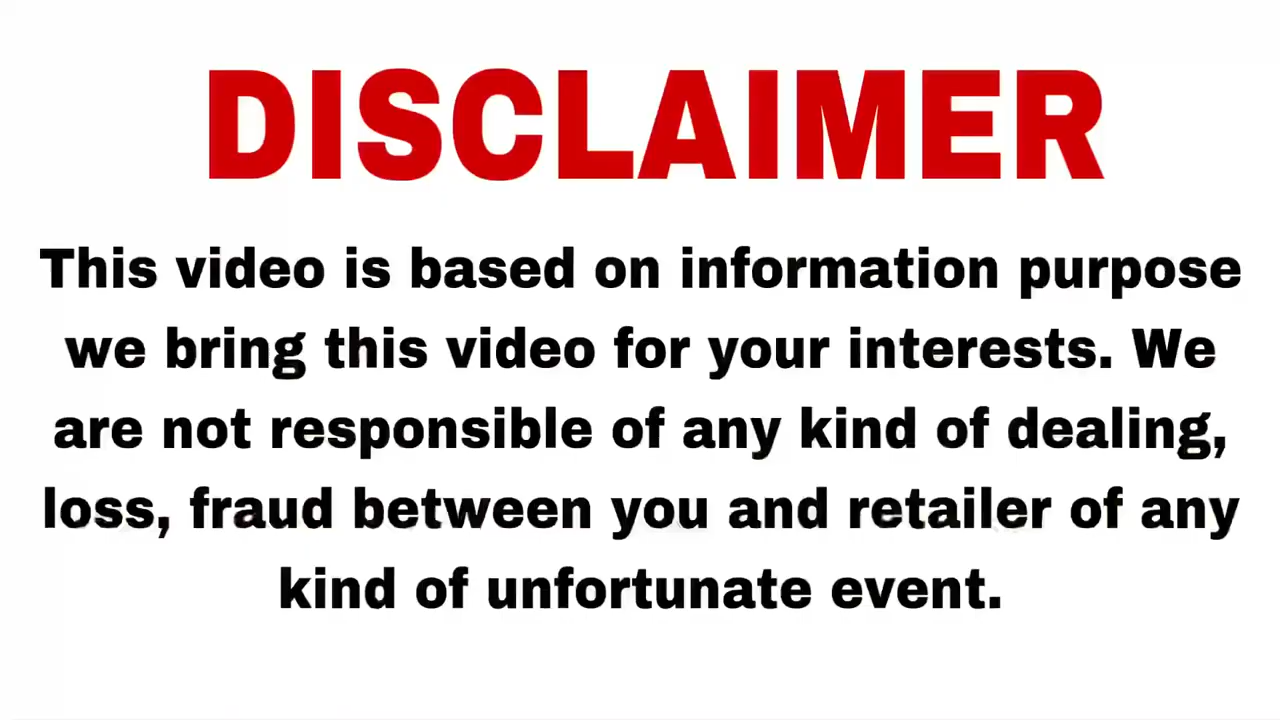 DISCLAIMER
This video is based on information purpose
we bring this video for your interests. We
are not responsible of any kind of dealing,
loss, fraud between you and retailer of any
kind of unfortunate event.